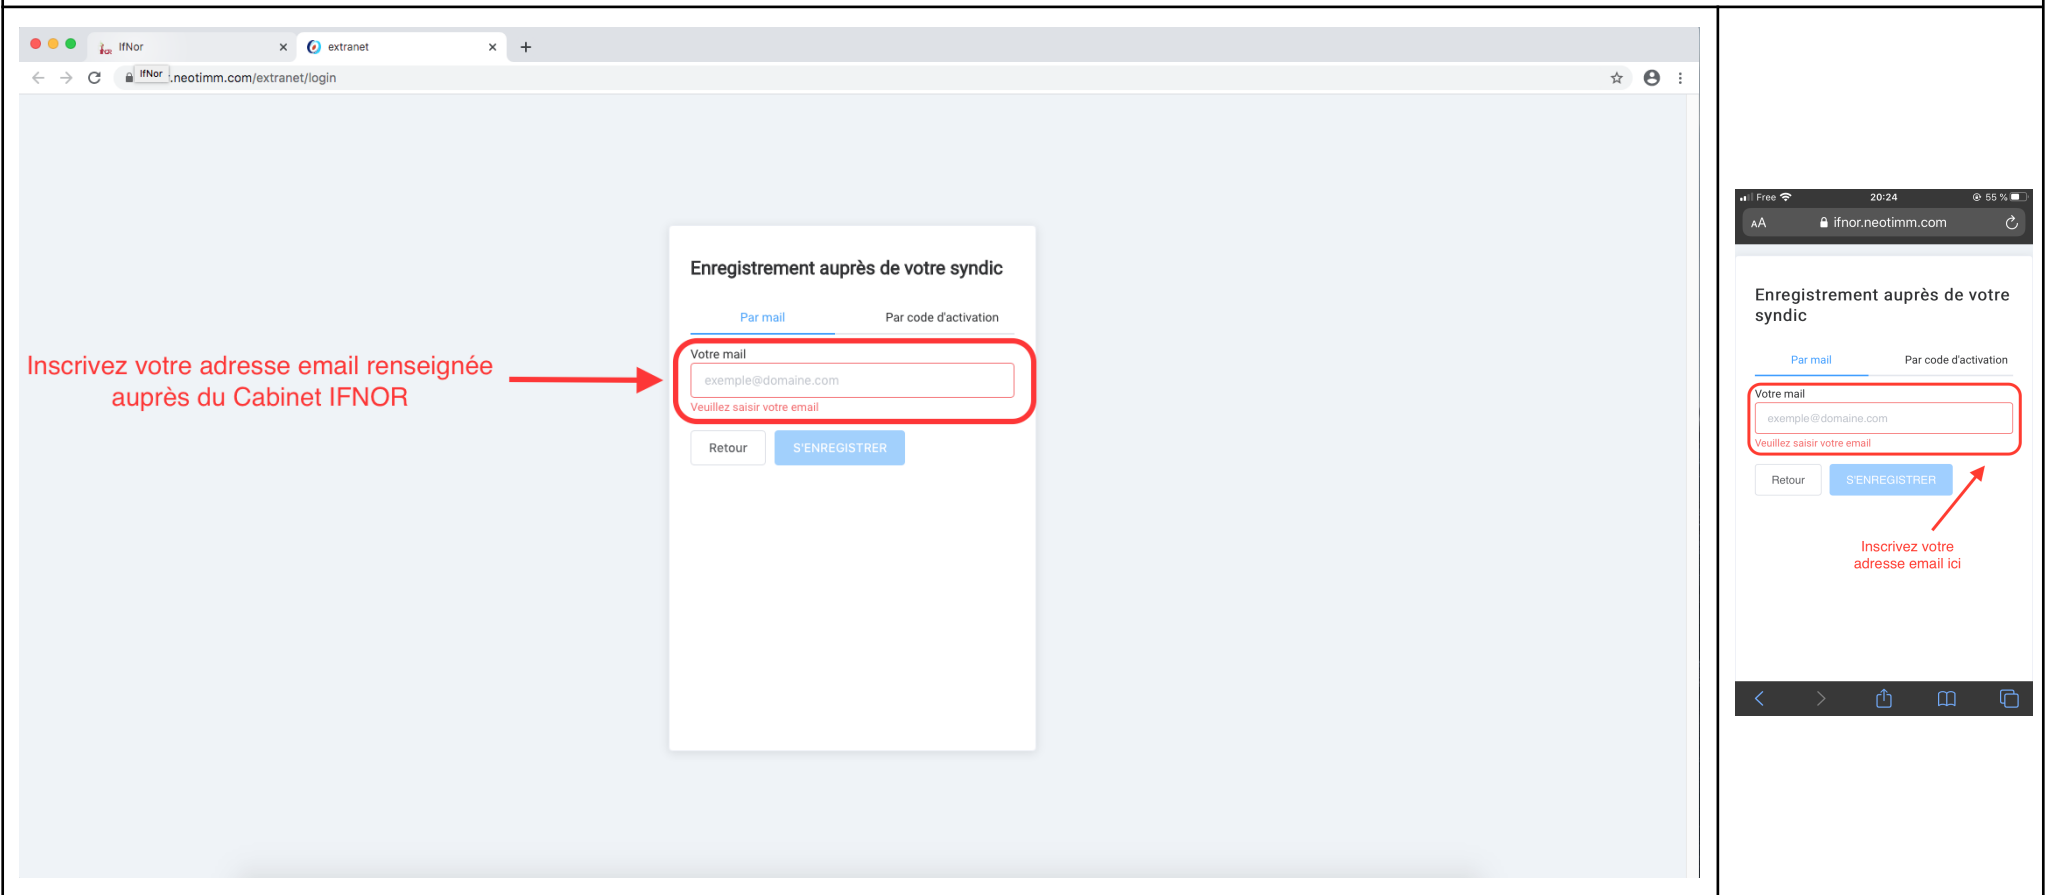 IfNor
extranet
IfNor
.neotimm.com/extranet/login
Enregistrement auprès de votre syndic
Par mail
Par code d'activation
Votre mail
exemple@domaine.com
Veuillez saisir votre email
Retour
S'ENREGISTRER
Inscrivez votre adresse email renseignée
auprès du Cabinet IFNOR
Free
20:24
55 %
AA
ifnor.neotimm.com
Enregistrement auprès de votre
syndic
Par mail
Par code d'activation
Votre mail
exemple@domaine.com
Veuillez saisir votre email
Retour
S'ENREGISTRER
Inscrivez votre
adresse email ici